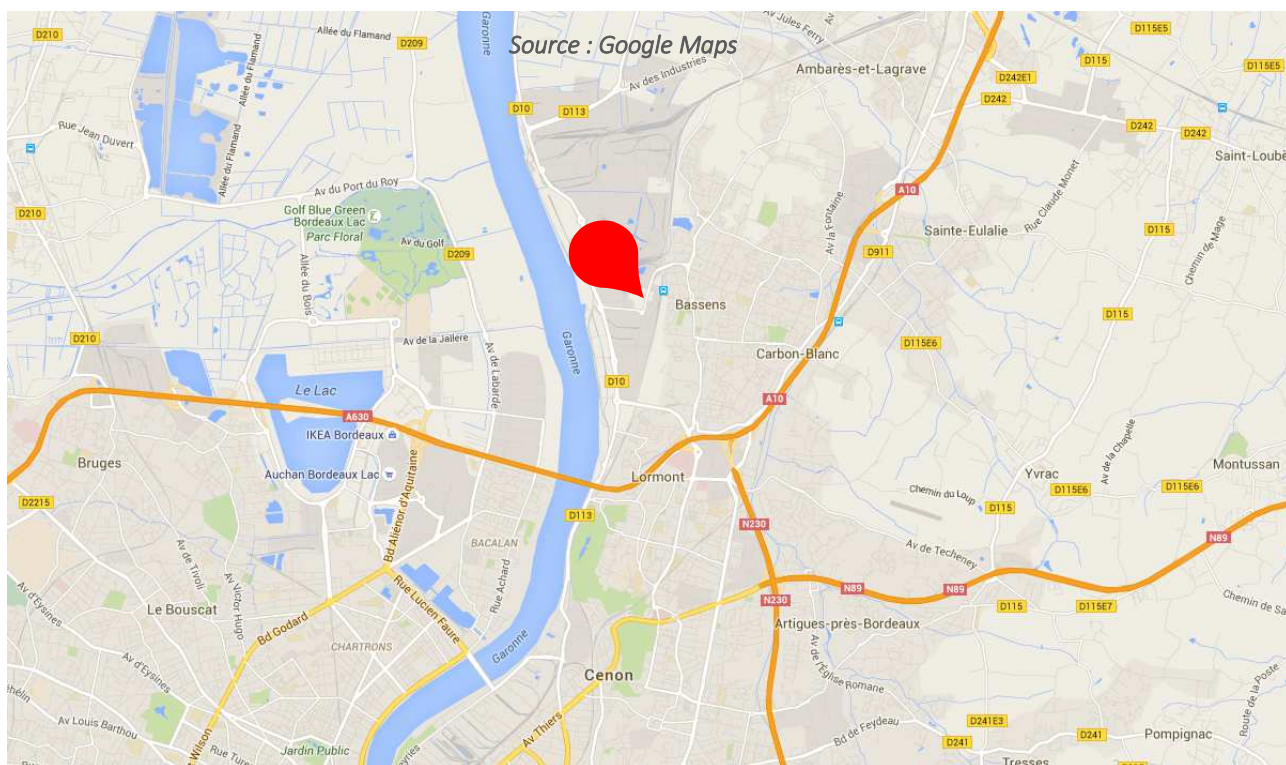 Source : Google Maps
D210
Allée du Flamand
D209
Garonne
Av Jules Ferry
D115E5
Ambarès-et-Lagrave
D115
D115E5
D242E1
D242
Av des Industries
D10
D113
Allée du Flamand
Rue Jean Duvert
D242
D242
Saint-Loubè
Allée du Flamand
Av du Port du Roy
A10
Av la Fontaine
Rue Claude Monet
D210
Golf Blue Green
Bordeaux Lac
Parc Floral
Av du Golf
D209
Sainte-Eulalie
D115
Chemin de Mage
D911
Allée du Bois
Bassens
D115
D210
Av de la Jallère
Garonne
D115E6
Carbon-Blanc
Av de Labarde
Le Lac
D10
A10
A630
IKEA Bordeaux
Bruges
Auchan Bordeaux Lac
Lormont
Av de la Chapelle
Montussan
Yvrac
D2215
Bd Aliénor d'Aquitaine
Chemin du Loup
D115E6
D115E6
D115
D113
N230
N89
BACALAN
Av de Techeney
Av de Tivoli
Av d'Eysines
Av Victor Hugo
Rue Achard
N89
N89
Le Bouscat
Rue Lucien Faure
N230
D115
D115E7
Chemin de Sa
Bd Godard
Artigues-près-Bordeaux
CHARTRONS
Garonne
Av d'Eysines
Cenon
Av de l'Église Romane
Route de la Poste
Av Louis Barthou
Av Thiers
D241E3
Bd de Feydeau
D241
D241
Pompignac
Wilson
Rue Turenne
Jardin Public
Tresses